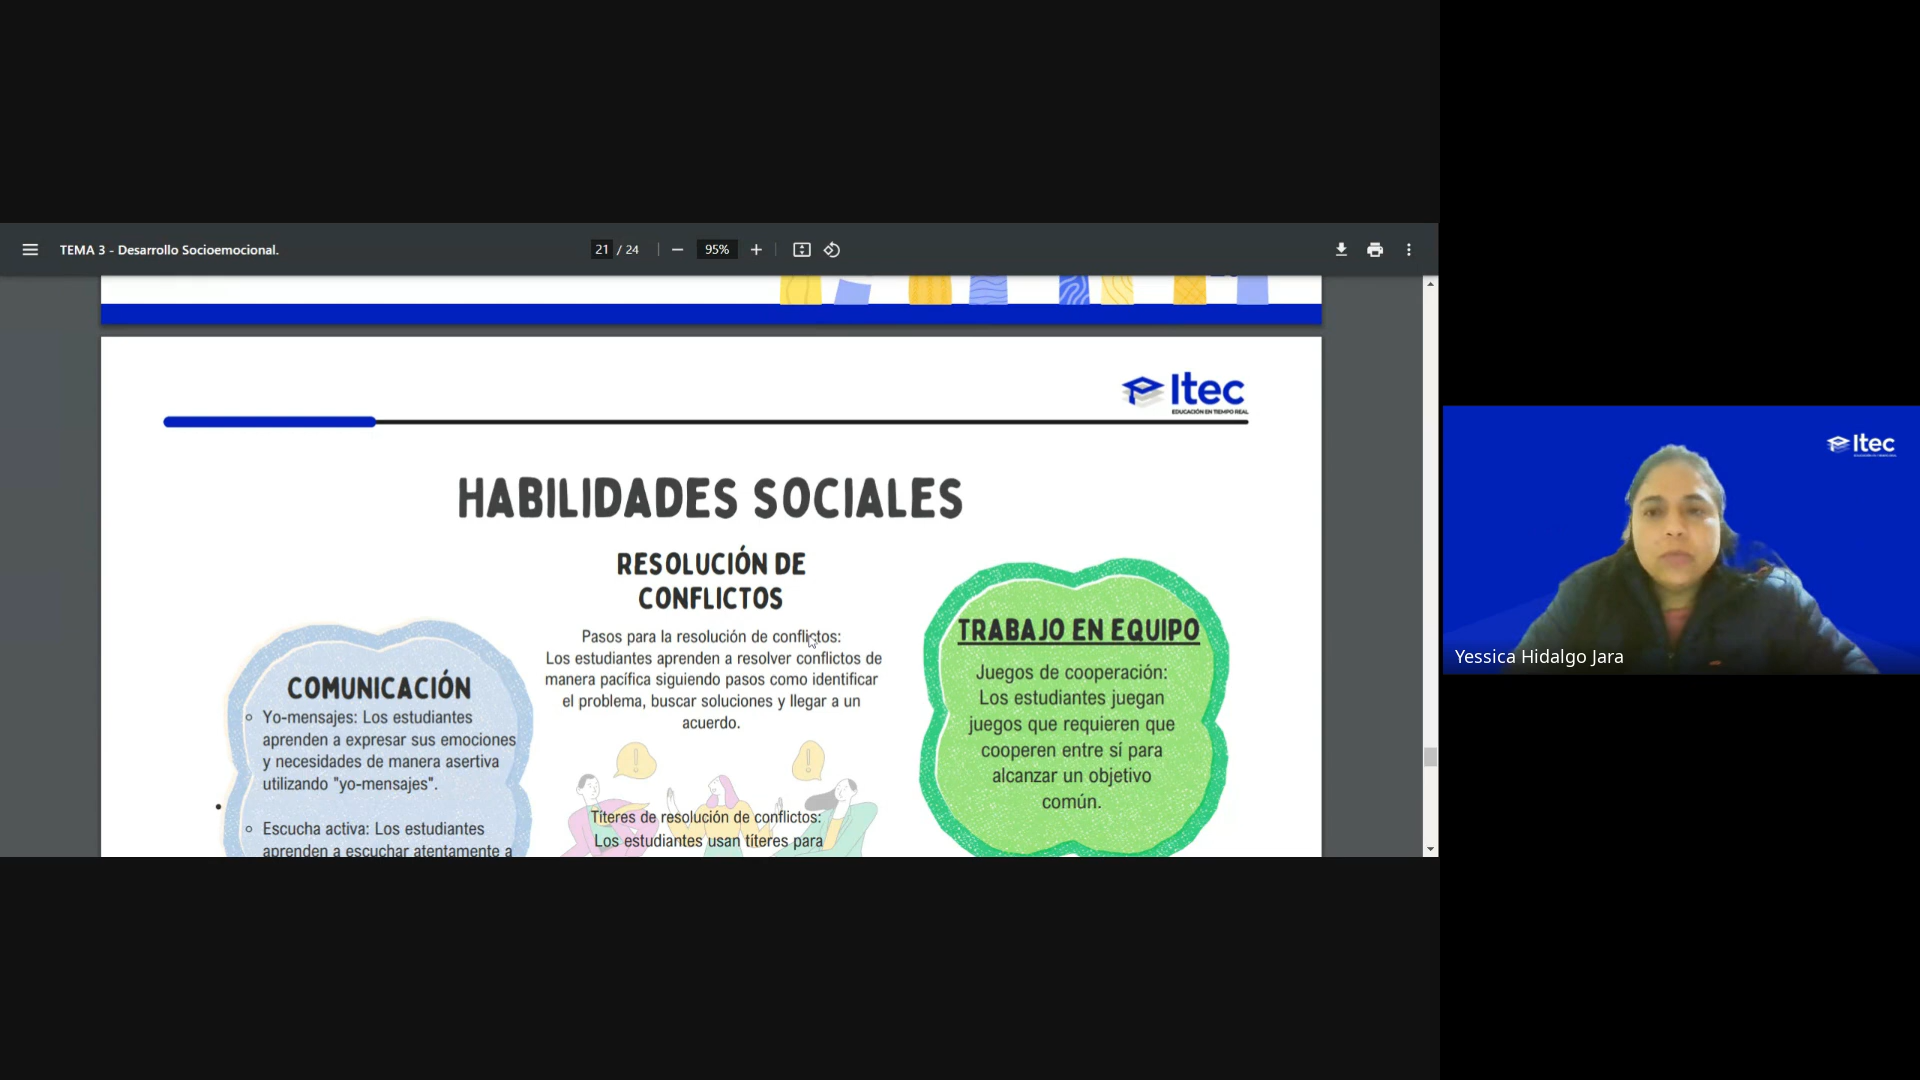 TEMA 3 - Desarrollo Socioemocional.
21 / 24
95%
Itec
EDUCACIÓN EN TIEMPO REAL
HABILIDADES SOCIALES
RESOLUCIÓN DE
CONFLICTOS
Pasos para la resolución de conflictos:
Los estudiantes aprenden a resolver conflictos de
manera pacífica siguiendo pasos como identificar
el problema, buscar soluciones y llegar a un
acuerdo.
Títeres de resolución de conflictos:
Los estudiantes usan títeres para
COMUNICACIÓN
Yo-mensajes: Los estudiantes
aprenden a expresar sus emociones
y necesidades de manera asertiva
utilizando "yo-mensajes".
Escucha activa: Los estudiantes
aprenden a escuchar atentamente a
TRABAJO EN EQUIPO
Juegos de cooperación:
Los estudiantes juegan
juegos que requieren que
cooperen entre sí para
alcanzar un objetivo
común.
Itec
Yessica Hidalgo Jara